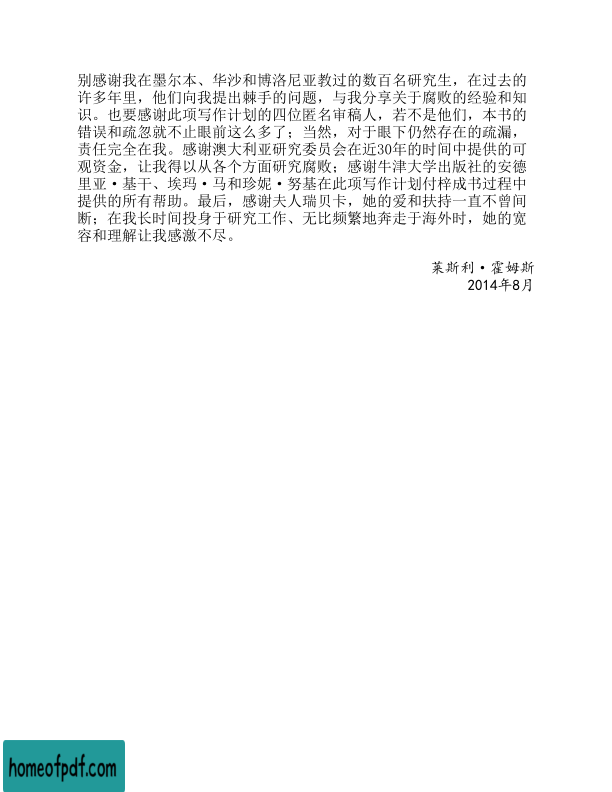 别感谢我在墨尔本、华沙和博洛尼亚教过的数百名研究生，在过去的
许多年里，他们向我提出棘手的问题，与我分享关于腐败的经验和知
识。也要感谢此项写作计划的四位匿名审稿人，若不是他们，本书的
错误和疏忽就不止眼前这么多了；当然，对于眼下仍然存在的疏漏，
责任完全在我。感谢澳大利亚研究委员会在近30年的时间中提供的可
观资金，让我得以从各个方面研究腐败；感谢牛津大学出版社的安德
里亚·基干、埃玛·马和珍妮·努基在此项写作计划付梓成书过程中
提供的所有帮助。最后，感谢夫人瑞贝卡，她的爱和扶持一直不曾间
断；在我长时间投身于研究工作、无比频繁地奔走于海外时，她的宽
容和理解让我感激不尽。
莱斯利·霍姆斯
2014年8月
homeofpdf.com